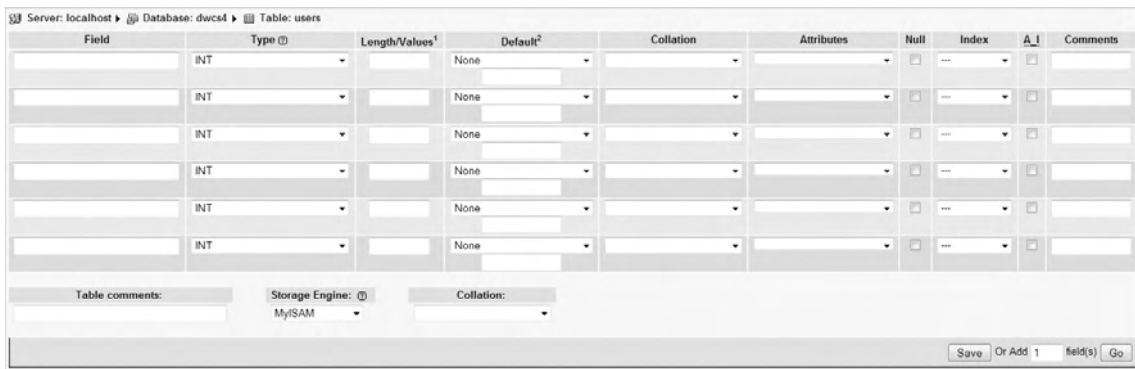 Server: localhost ▸ Database: dwcs4 ▸ Table: users
Field Type Length/Values¹ Default² Collation Attributes Null Index A_I Comments
INT None ---
INT None ---
INT None ---
INT None ---
INT None ---
INT None ---
Table comments: Storage Engine: Collation:
MyISAM
Save Or Add 1 field(s) Go